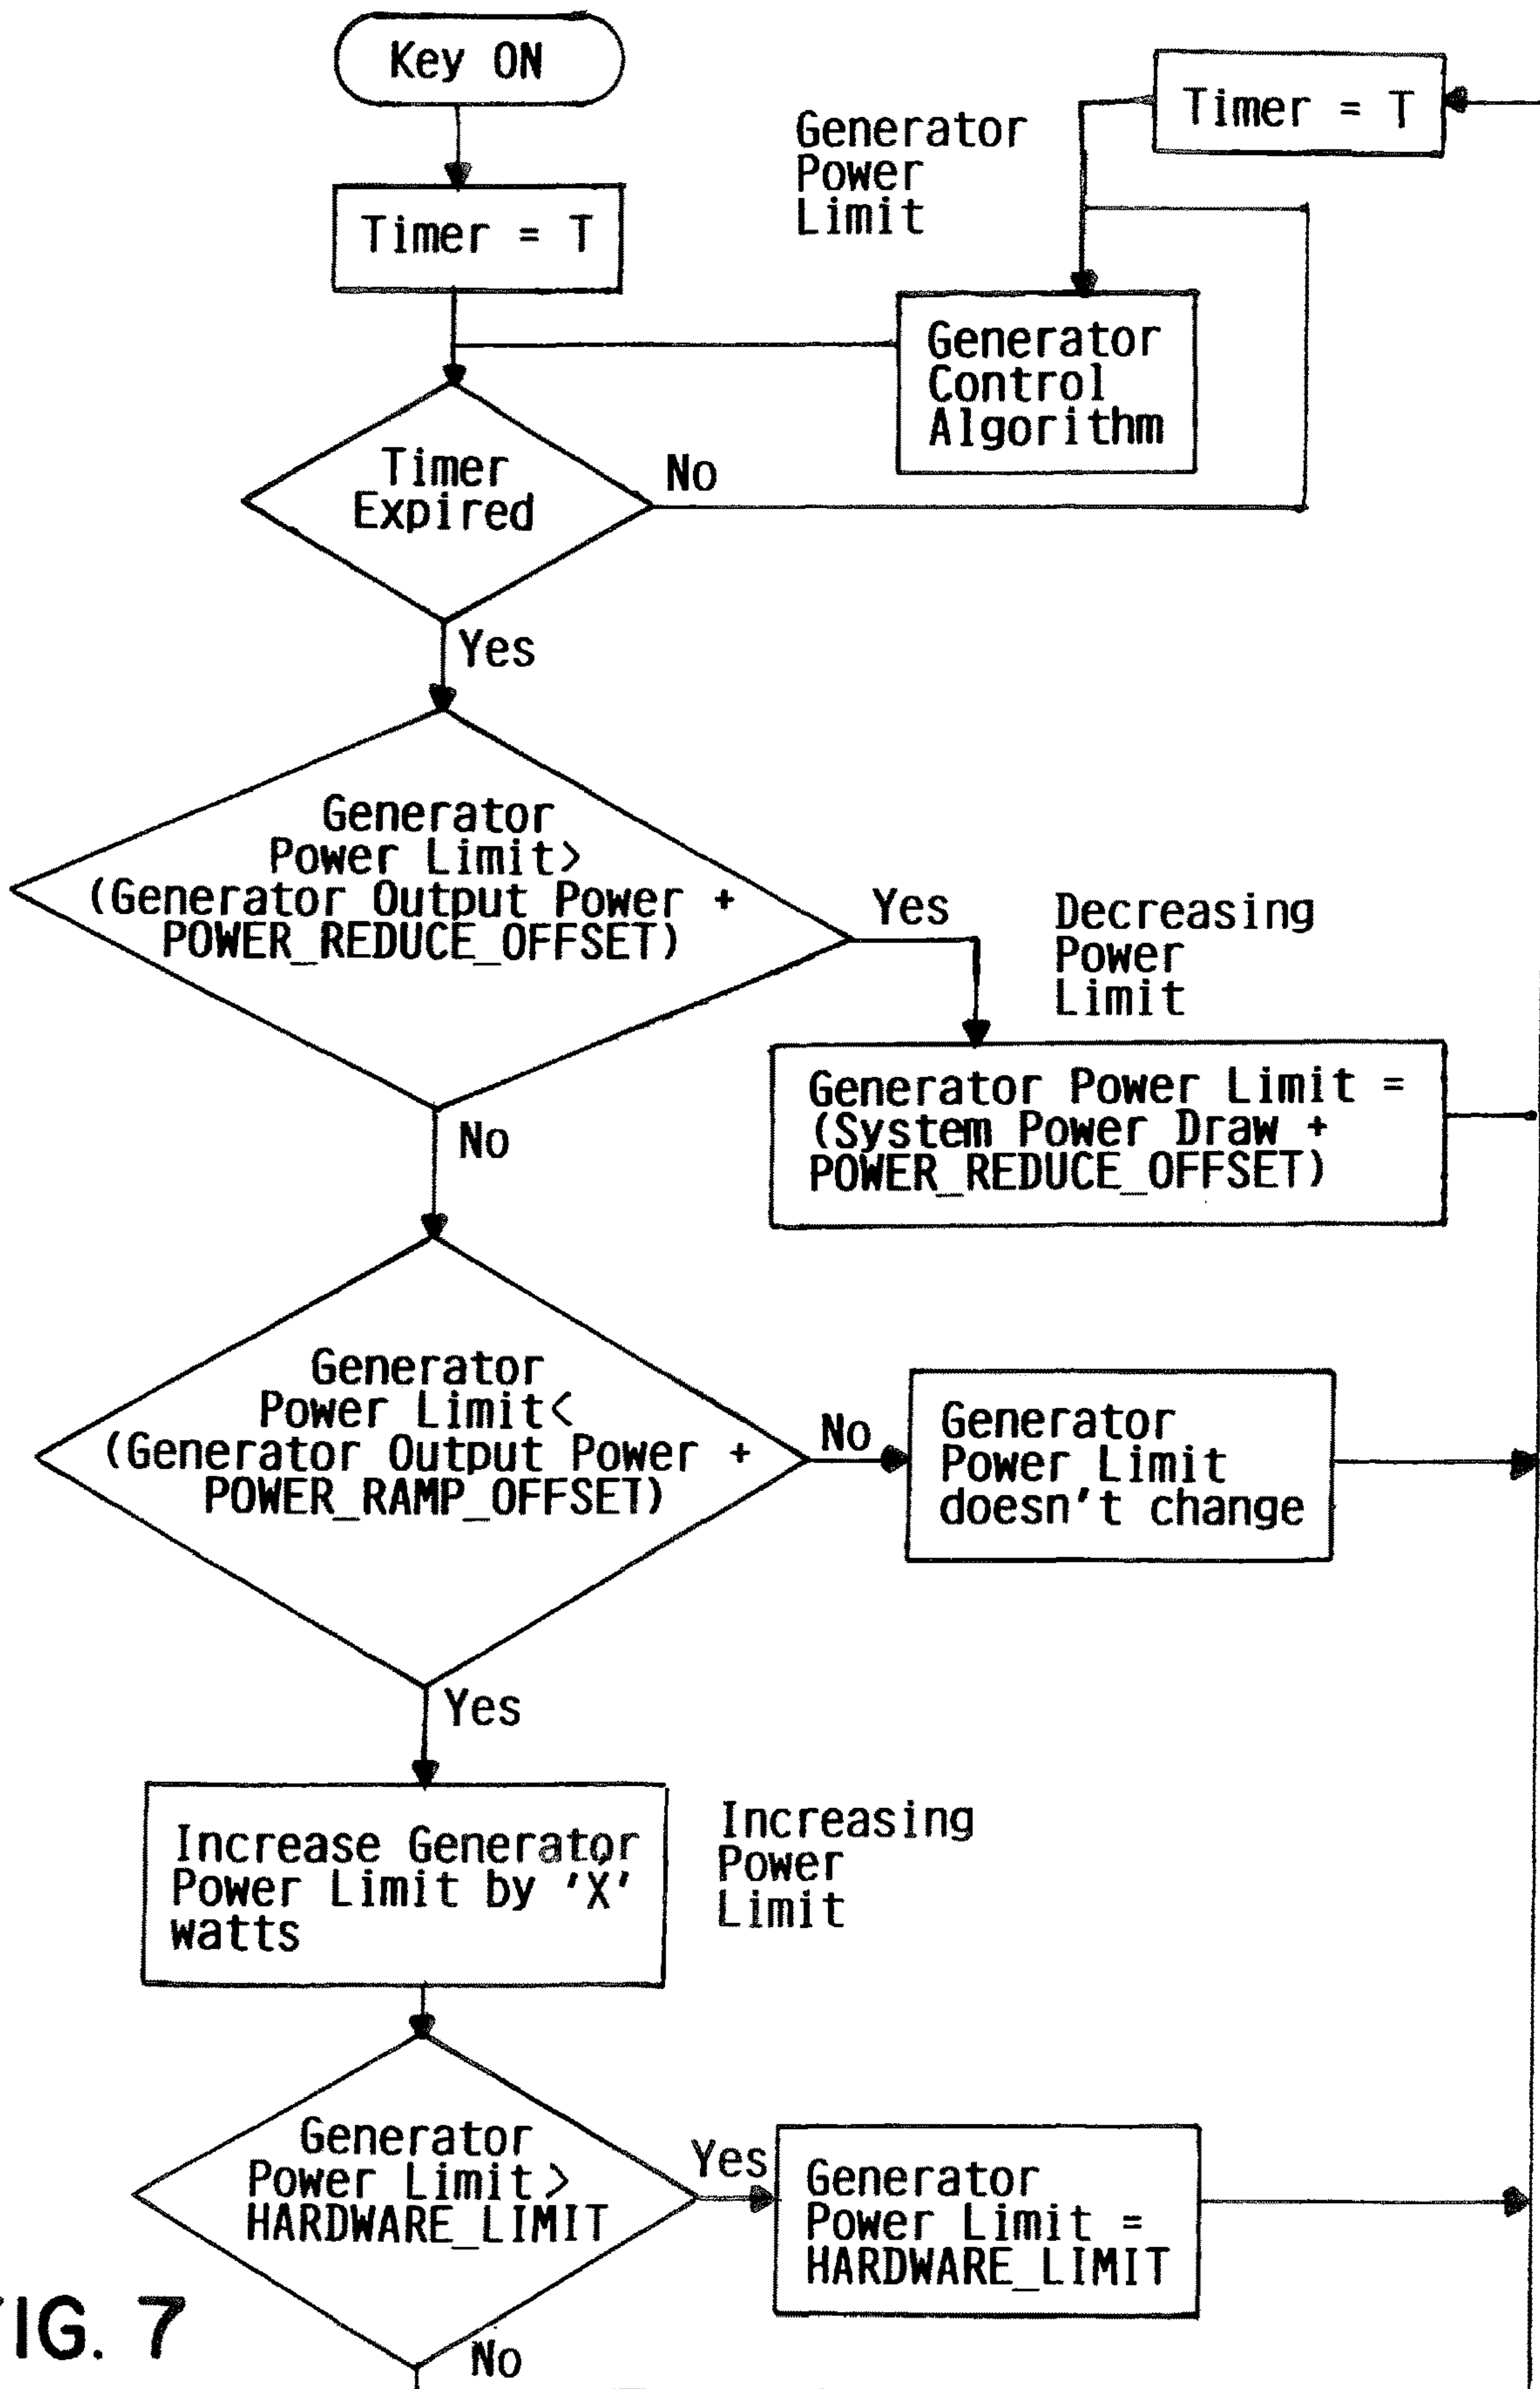 Key ON
Timer = T
Generator
Power
Limit
Timer = T
Generator
Control
Algorithm
Timer
Expired
No
Yes
Generator
Power Limit>
(Generator Output Power +
POWER_REDUCE_OFFSET)
Yes
Decreasing
Power
Limit
Generator Power Limit =
(System Power Draw +
POWER_REDUCE_OFFSET)
No
Generator
Power Limit<
(Generator Output Power +
POWER_RAMP_OFFSET)
No
Generator
Power Limit
doesn't change
Yes
Increase Generator
Power Limit by 'X'
watts
Increasing
Power
Limit
Generator
Power Limit>
HARDWARE_LIMIT
Yes
Generator
Power Limit =
HARDWARE_LIMIT
No
IG. 7